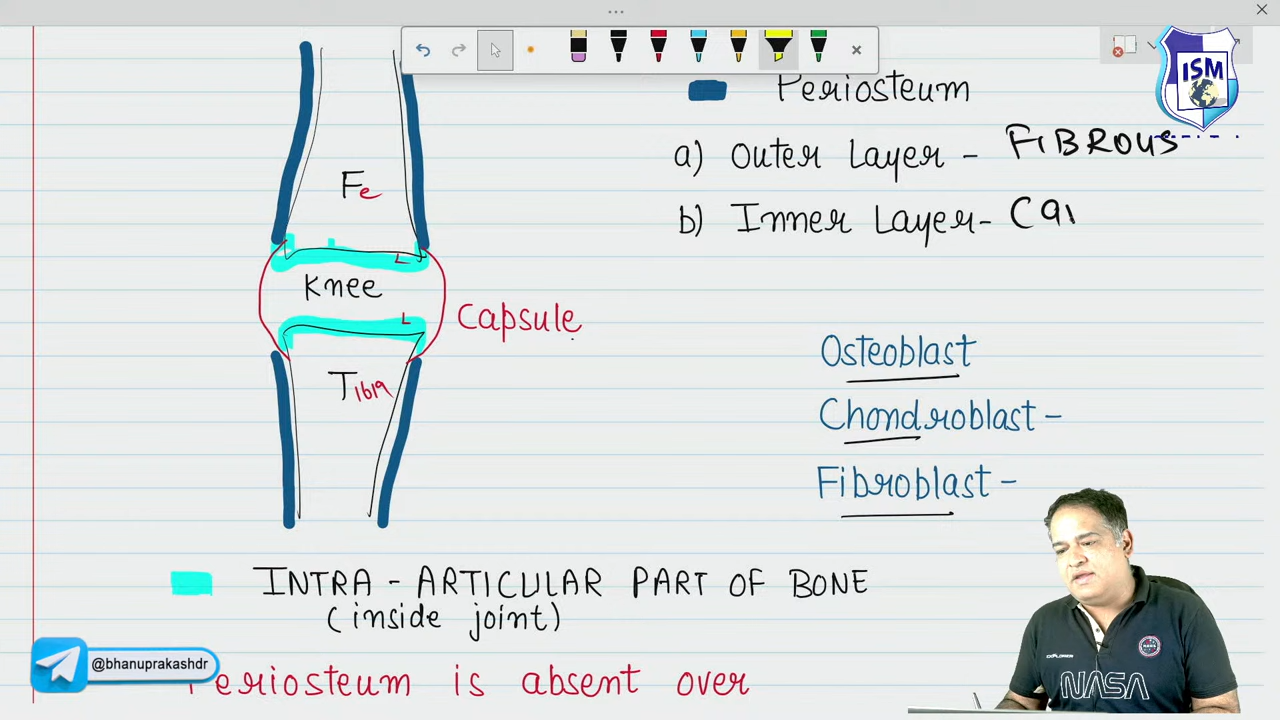 ISM
Periosteum
a) Outer Layer - FIBROUS
b) Inner Layer- Ca
Fe
Knee
Capsule
Tibia
Osteoblast
Chondroblast -
Fibroblast -
INTRA - ARTICULAR PART OF BONE
(inside joint)
@bhanuprakashdr
Periosteum is absent over
NASA